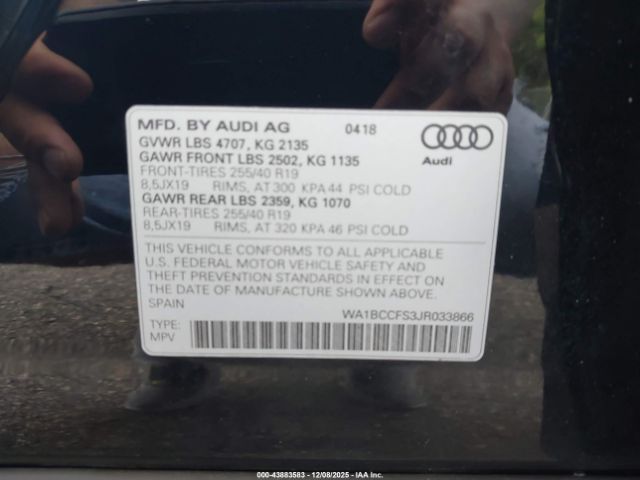 MFD. BY AUDI AG 0418
GVWR LBS 4707, KG 2135
GAWR FRONT LBS 2502, KG 1135
FRONT-TIRES 255/40 R19
8,5JX19 RIMS, AT 300 KPA 44 PSI COLD
GAWR REAR LBS 2359, KG 1070
REAR-TIRES 255/40 R19
8,5JX19 RIMS, AT 320 KPA 46 PSI COLD
Audi
THIS VEHICLE CONFORMS TO ALL APPLICABLE
U.S. FEDERAL MOTOR VEHICLE SAFETY AND
THEFT PREVENTION STANDARDS IN EFFECT ON
THE DATE OF MANUFACTURE SHOWN ABOVE.
SPAIN WA1BCCFS3JR033866
TYPE:
MPV
000-43883583 | 12/08/2025 | IAA Inc.